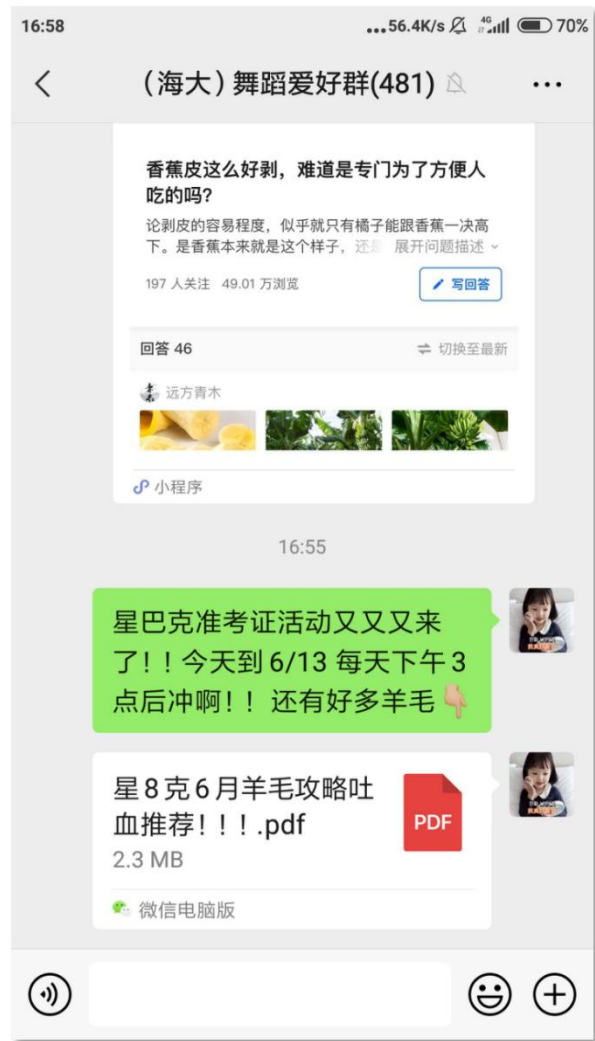 16:58
...56.4K/s 4G 70%
（海大）舞蹈爱好群(481)
香蕉皮这么好剥，难道是专门为了方便人
吃的吗？
论剥皮的容易程度，似乎就只有橘子能跟香蕉一决高
下。是香蕉本来就是这个样子，还是 展开问题描述
197 人关注 49.01 万浏览
写回答
回答 46
切换至最新
远方青木
小程序
16:55
星巴克准考证活动又又又来
了！！今天到 6/13 每天下午 3
点后冲啊！！ 还有好多羊毛👇
星8克6月羊毛攻略吐
血推荐！！！.pdf
PDF
2.3 MB
微信电脑版